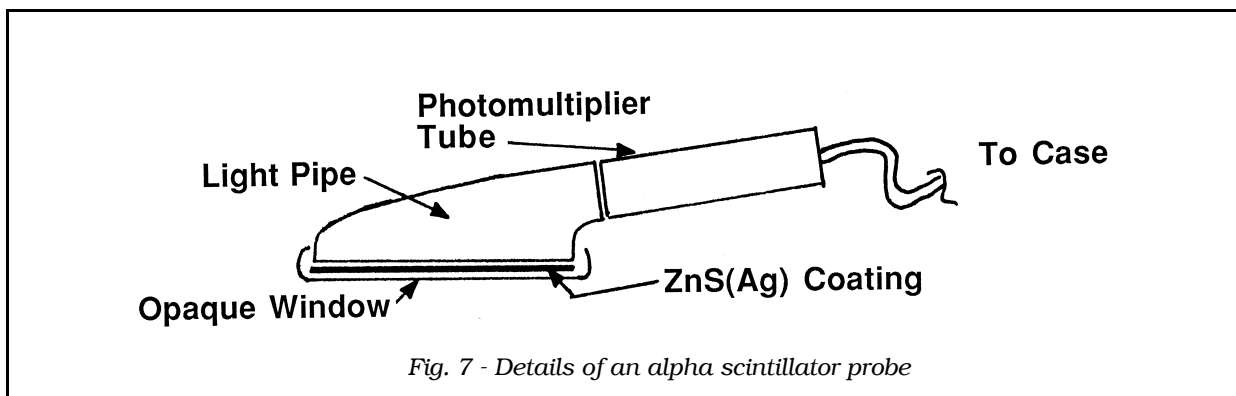 Photomultiplier
Tube
To Case
Light Pipe
ZnS(Ag) Coating
Opaque Window
Fig. 7 - Details of an alpha scintillator probe